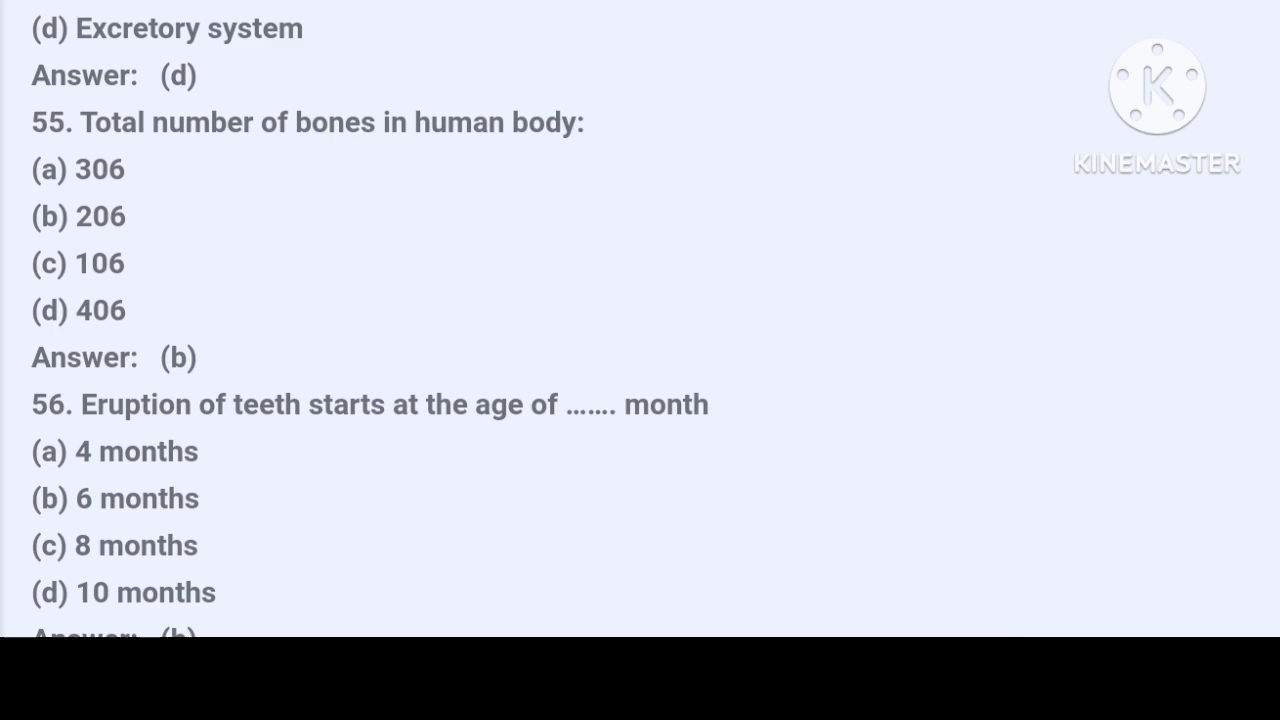 (d) Excretory system
Answer: (d)
55. Total number of bones in human body:
(a) 306
(b) 206
(c) 106
(d) 406
Answer: (b)
56. Eruption of teeth starts at the age of ....... month
(a) 4 months
(b) 6 months
(c) 8 months
(d) 10 months
Answer: (b)
K
KINEMASTER